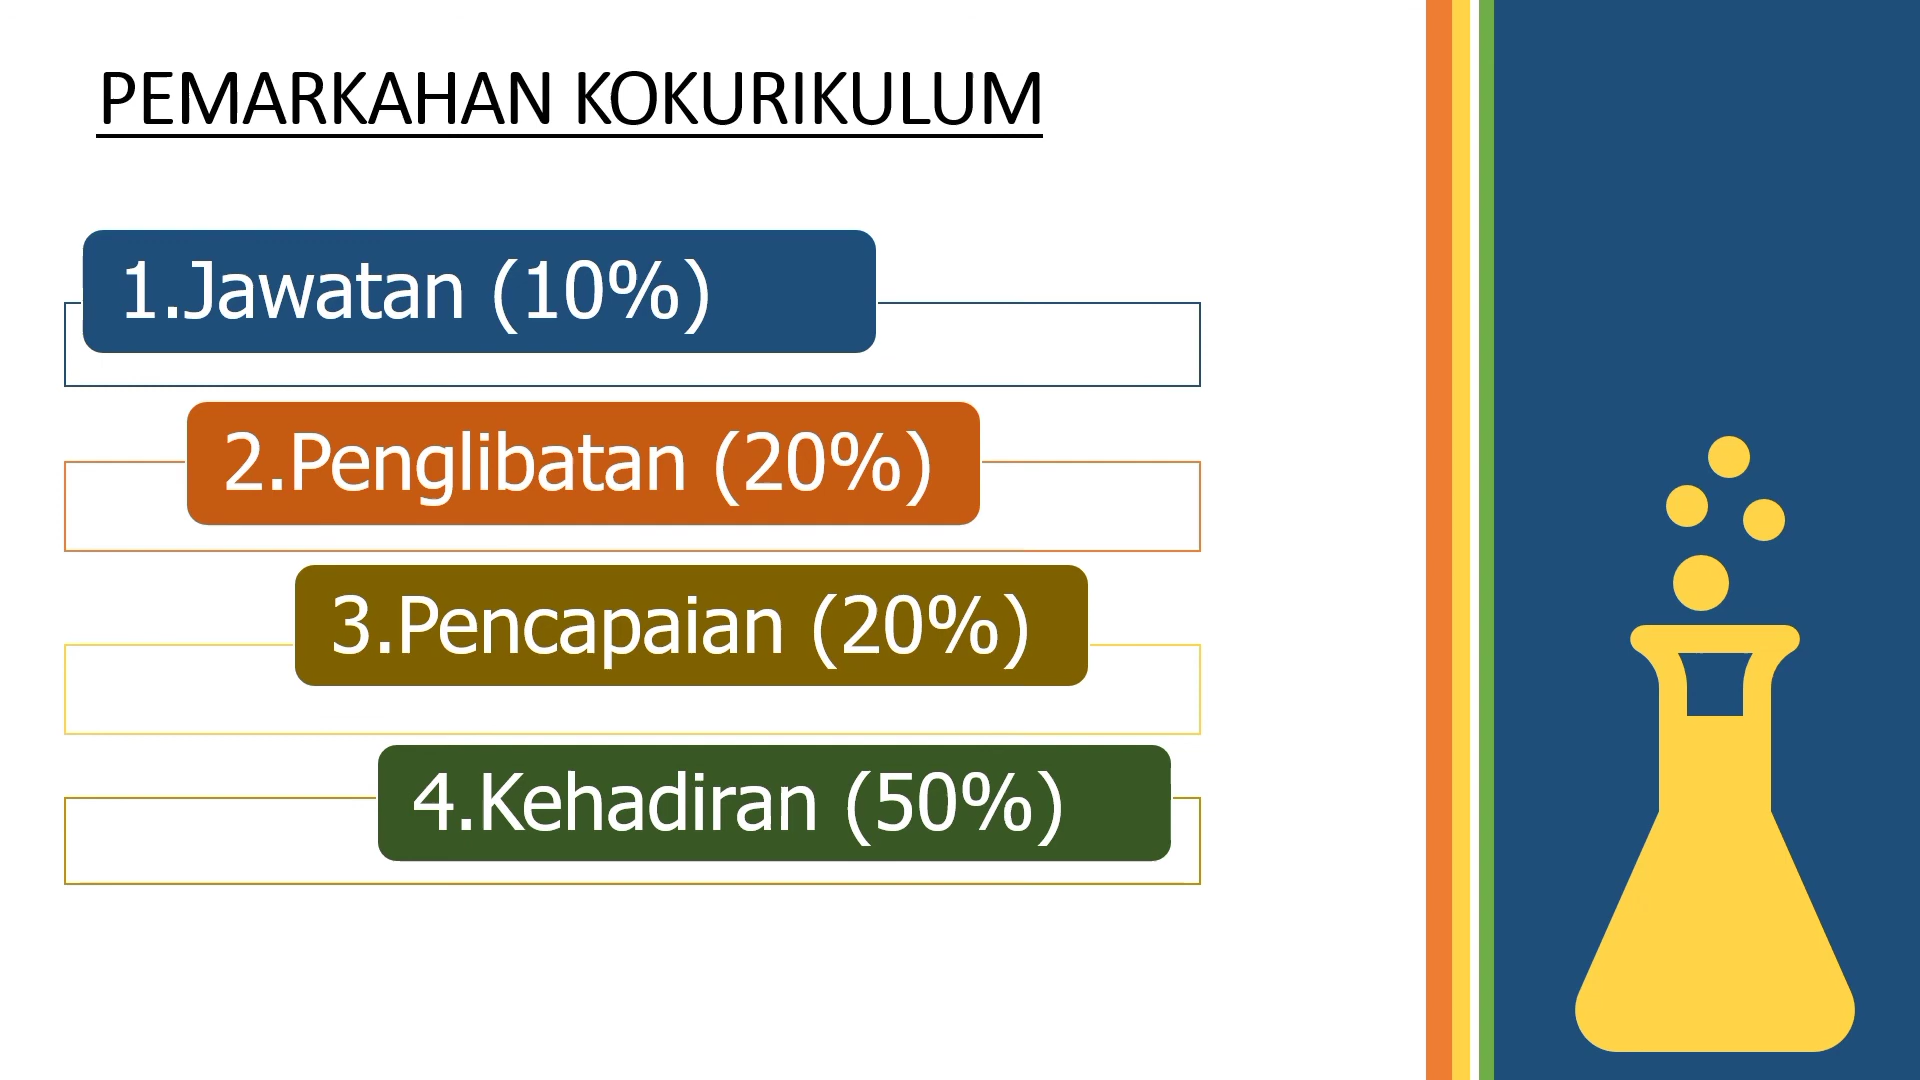 PEMARKAHAN KOKURIKULUM
1.Jawatan (10%)
2.Penglibatan (20%)
3.Pencapaian (20%)
4.Kehadiran (50%)